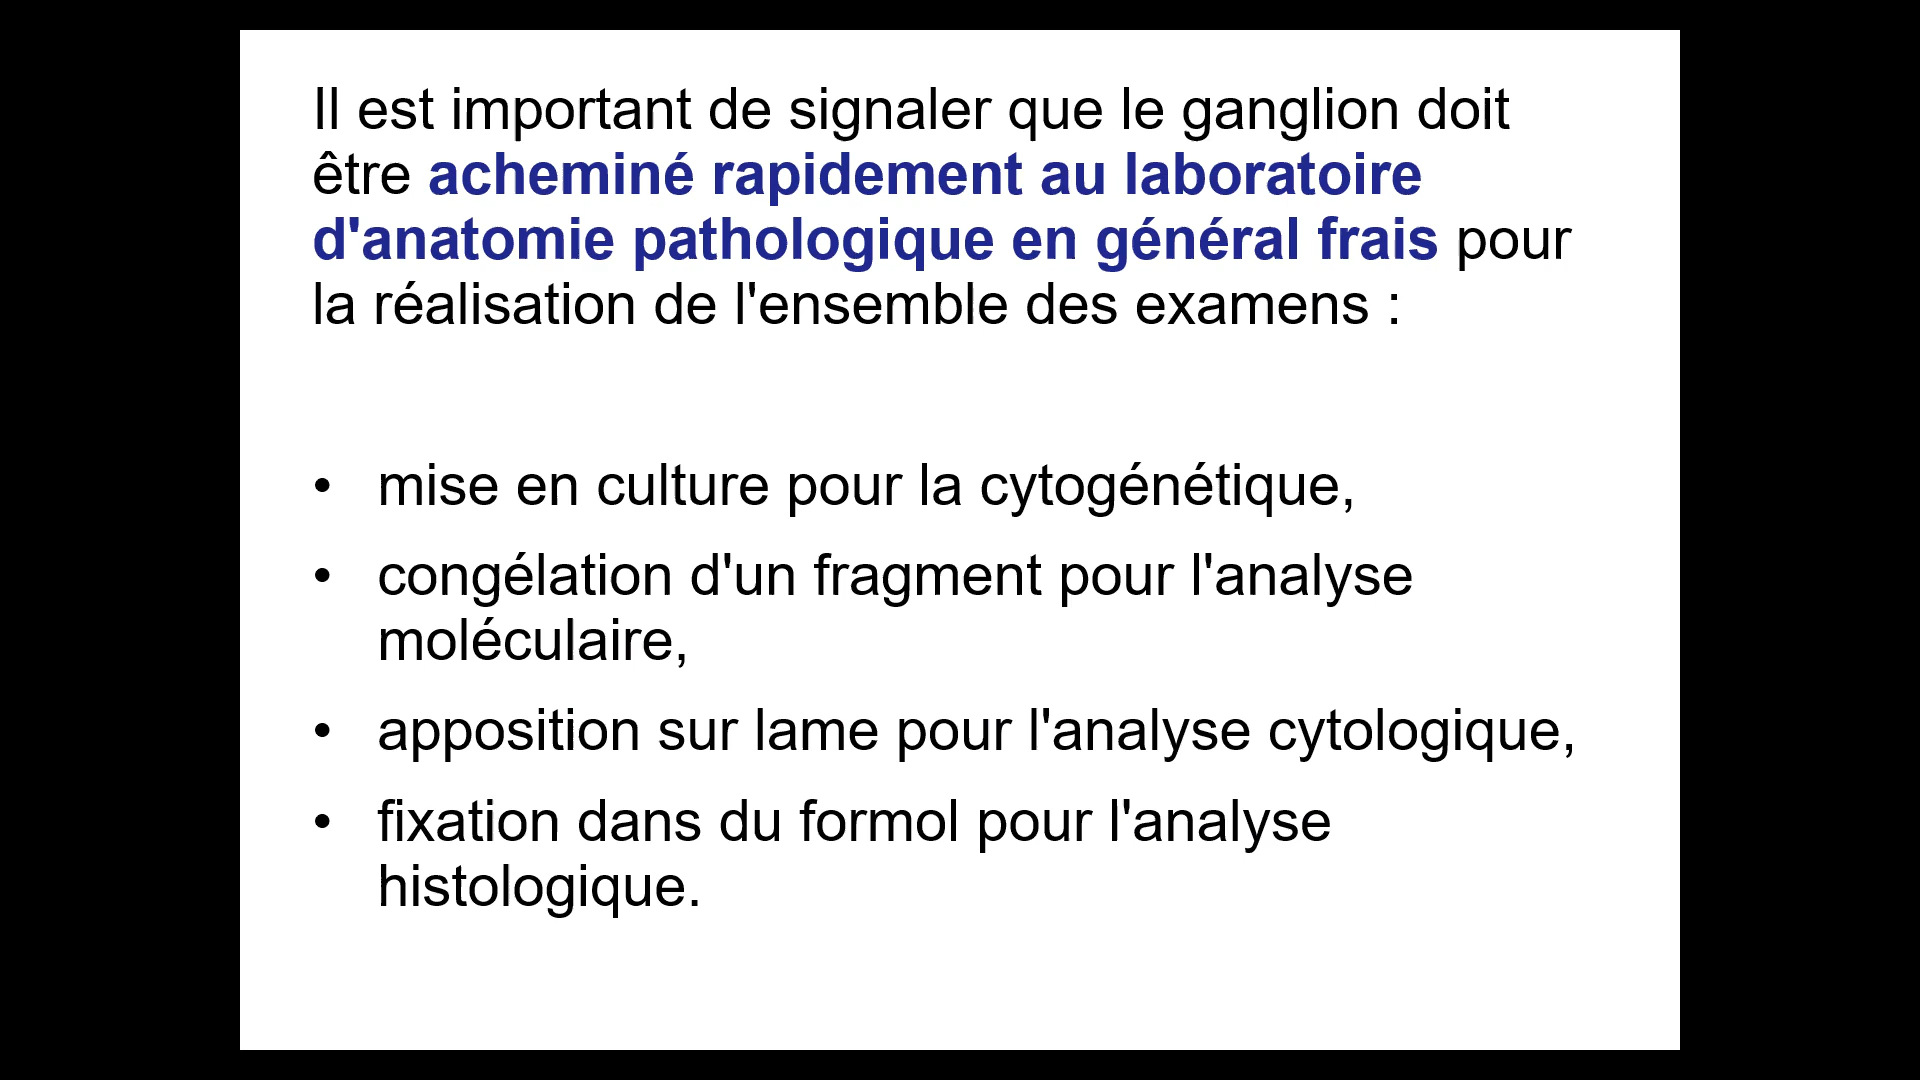 Il est important de signaler que le ganglion doit
être acheminé rapidement au laboratoire
d'anatomie pathologique en général frais pour
la réalisation de l'ensemble des examens :
• mise en culture pour la cytogénétique,
• congélation d'un fragment pour l'analyse
moléculaire,
• apposition sur lame pour l'analyse cytologique,
• fixation dans du formol pour l'analyse
histologique.